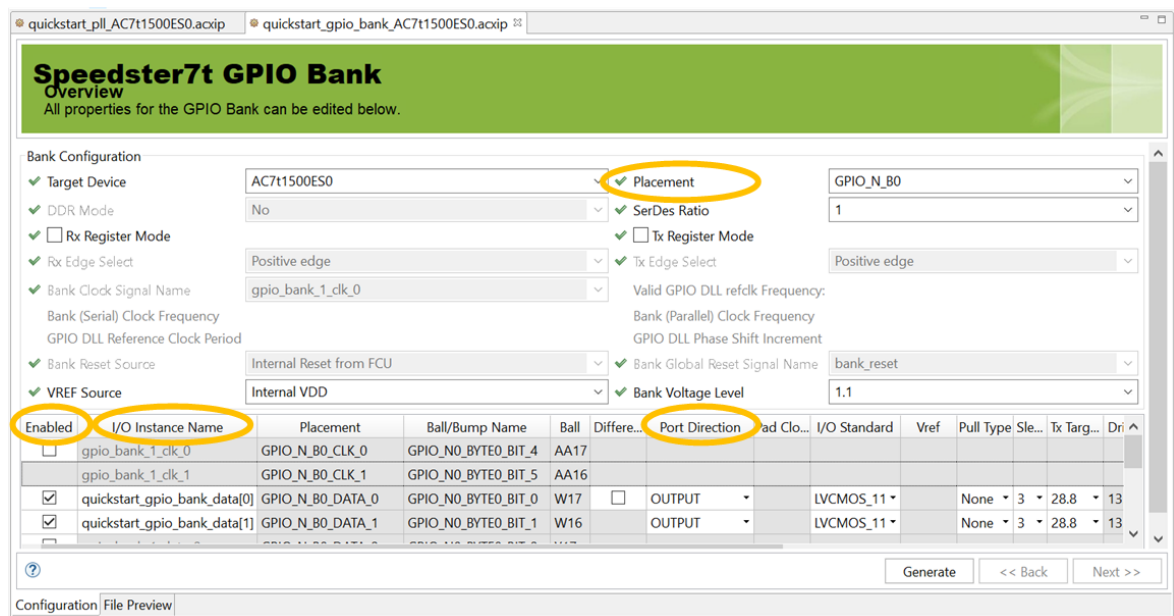 quickstart_pll_AC7t1500ES0.acxip quickstart_gpio_bank_AC7t1500ES0.acxip
Speedster7t GPIO Bank
Overview
All properties for the GPIO Bank can be edited below.
Bank Configuration
Target Device AC7t1500ES0 Placement GPIO_N_B0
DDR Mode No SerDes Ratio 1
Rx Register Mode Tx Register Mode
Rx Edge Select Positive edge Tx Edge Select Positive edge
Bank Clock Signal Name gpio_bank_1_clk_0 Valid GPIO DLL refclk Frequency:
Bank (Serial) Clock Frequency Bank (Parallel) Clock Frequency
GPIO DLL Reference Clock Period GPIO DLL Phase Shift Increment
Bank Reset Source Internal Reset from FCU Bank Global Reset Signal Name bank_reset
VREF Source Internal VDD Bank Voltage Level 1.1
Enabled I/O Instance Name Placement Ball/Bump Name Ball Differe... Port Direction Pad Clo... I/O Standard Vref Pull Type Sle... Tx Targ... Dri
gpio_bank_1_clk_0 GPIO_N_B0_CLK_0 GPIO_N0_BYTE0_BIT_4 AA17
gpio_bank_1_clk_1 GPIO_N_B0_CLK_1 GPIO_N0_BYTE0_BIT_5 AA16
quickstart_gpio_bank_data[0] GPIO_N_B0_DATA_0 GPIO_N0_BYTE0_BIT_0 W17 OUTPUT LVCMOS_11 None 3 28.8 13
quickstart_gpio_bank_data[1] GPIO_N_B0_DATA_1 GPIO_N0_BYTE0_BIT_1 W16 OUTPUT LVCMOS_11 None 3 28.8 13
Generate << Back Next >>
Configuration File Preview